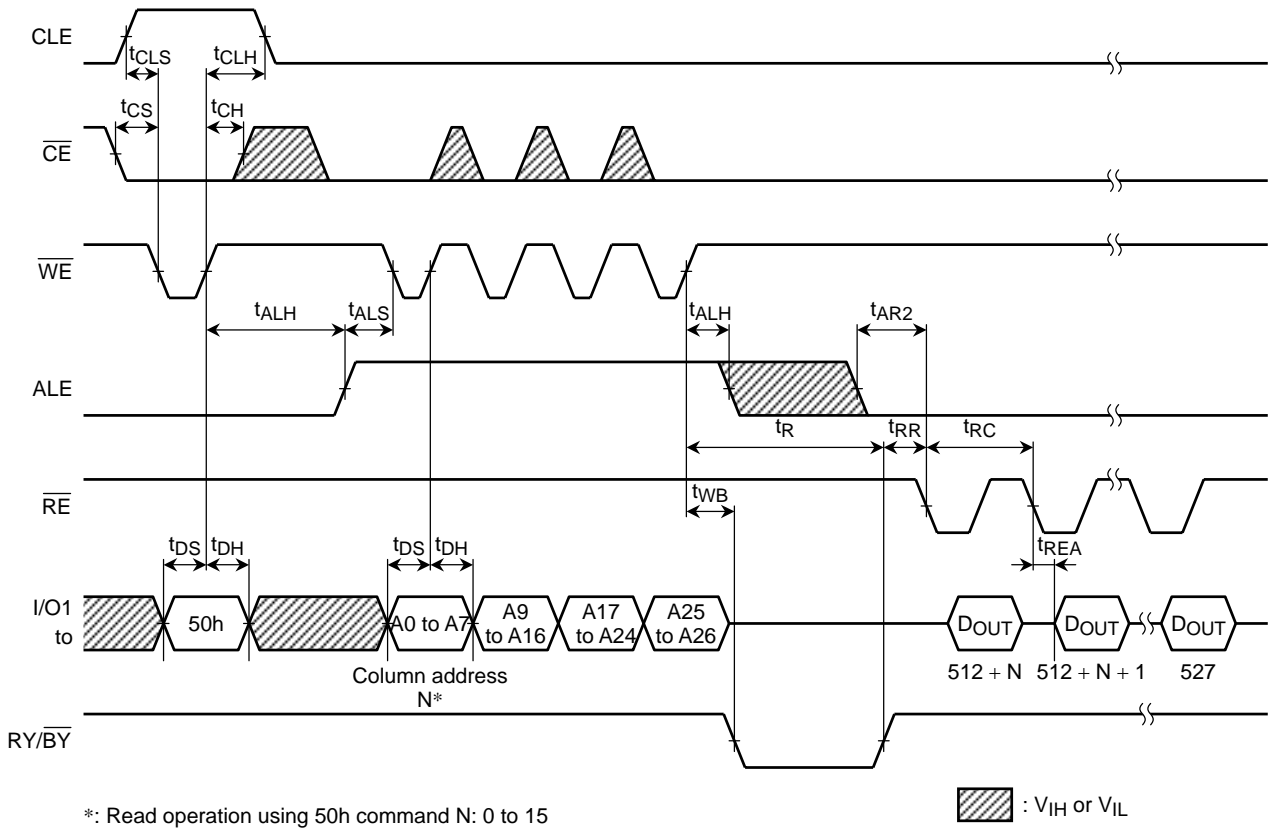 CLE
tCLS
tCLH
tCS
tCH
CE
WE
tALH
tALS
tALH
tAR2
ALE
tR
tRR
tRC
RE
tWB
tDS
tDH
tDS
tDH
tREA
I/O1
to
50h
A0 to A7
A9
to A16
A17
to A24
A25
to A26
DOUT
DOUT
DOUT
512 + N
512 + N + 1
527
Column address
N*
RY/BY
*: Read operation using 50h command N: 0 to 15
: VIH or VIL